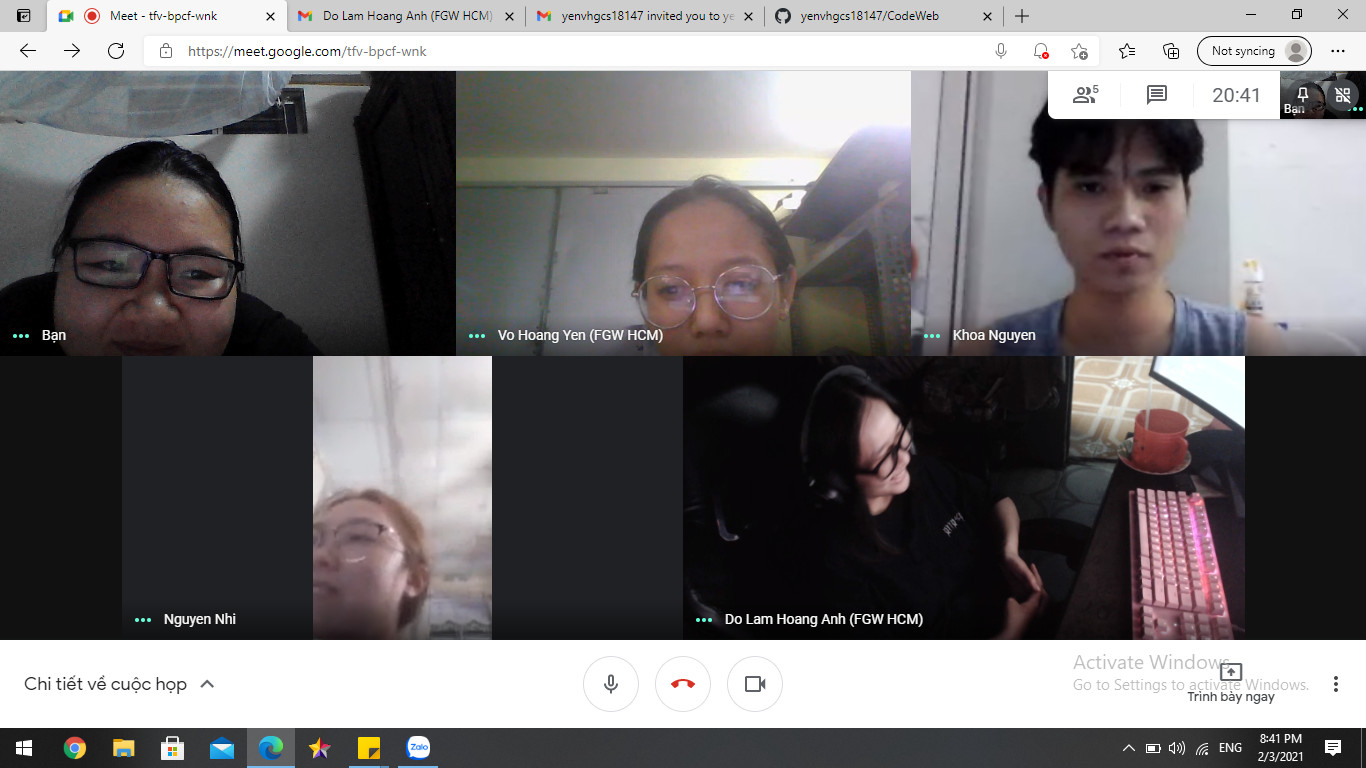 Meet - tfv-bpcf-wnk
Do Lam Hoang Anh (FGW HCM)
yenvhgcs18147 invited you to ye
yenvhgcs18147/CodeWeb
https://meet.google.com/tfv-bpcf-wnk
Not syncing
5
20:41
Bạn
Bạn
Vo Hoang Yen (FGW HCM)
Khoa Nguyen
Nguyen Nhi
Do Lam Hoang Anh (FGW HCM)
Chi tiết về cuộc họp
Activate Windows
Go to Settings to activate Windows.
Trình bày ngay
Zalo
ENG
8:41 PM
2/3/2021